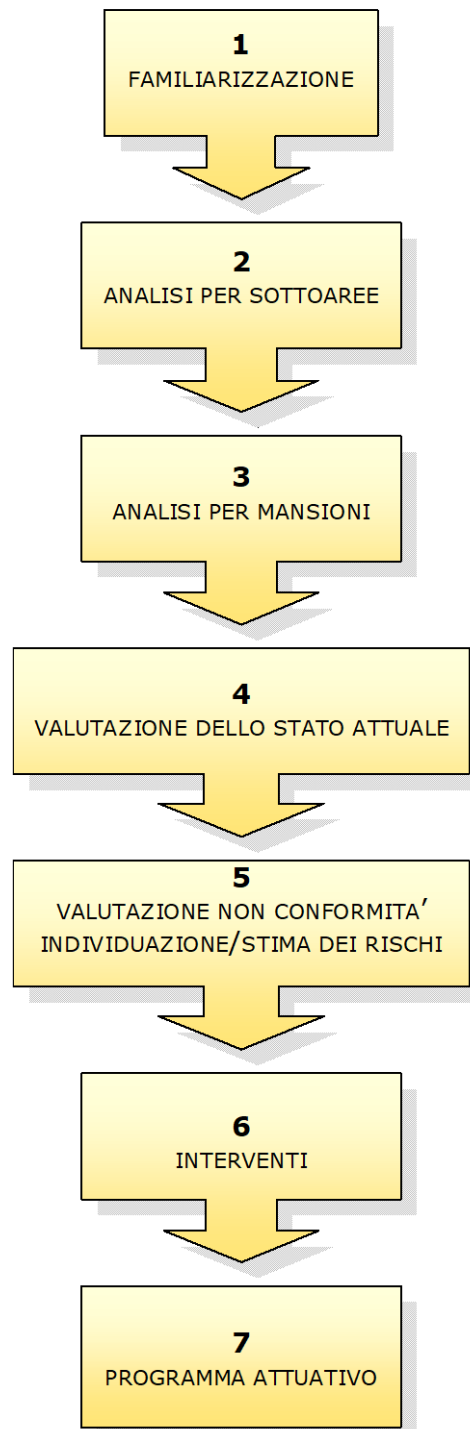 1
FAMILIARIZZAZIONE
2
ANALISI PER SOTTOAREE
3
ANALISI PER MANSIONI
4
VALUTAZIONE DELLO STATO ATTUALE
5
VALUTAZIONE NON CONFORMITA’
INDIVIDUAZIONE/STIMA DEI RISCHI
6
INTERVENTI
7
PROGRAMMA ATTUATIVO